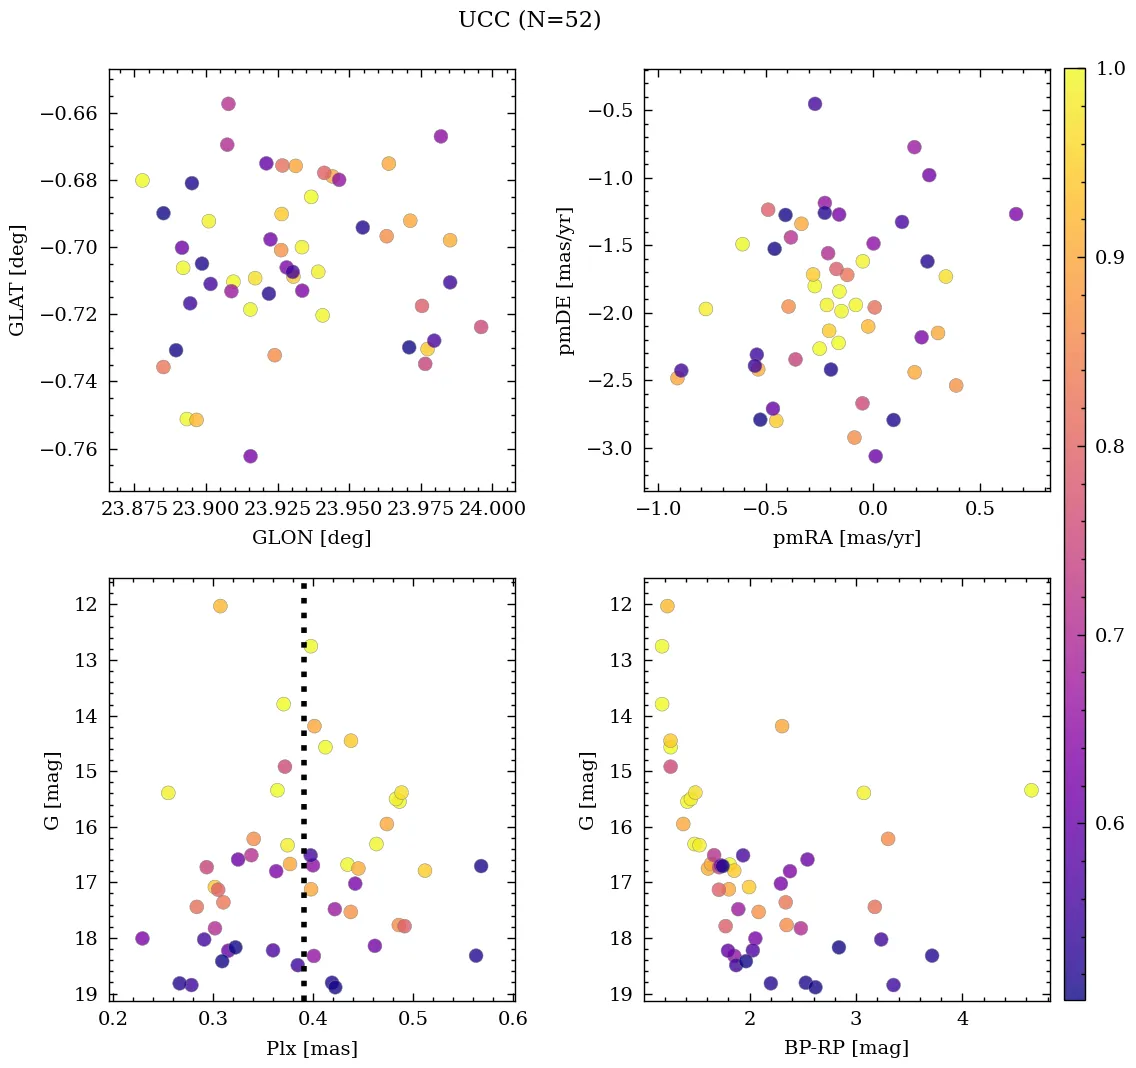 UCC (N=52)
−0.66
−0.68
−0.70
−0.72
−0.74
−0.76
GLAT [deg]
23.875 23.900 23.925 23.950 23.975 24.000
GLON [deg]
−0.5
−1.0
−1.5
−2.0
−2.5
−3.0
pmDE [mas/yr]
−1.0 −0.5 0.0 0.5
pmRA [mas/yr]
1.0
0.9
0.8
0.7
0.6
12
13
14
15
16
17
18
19
G [mag]
0.2 0.3 0.4 0.5 0.6
Plx [mas]
12
13
14
15
16
17
18
19
G [mag]
2 3 4
BP-RP [mag]